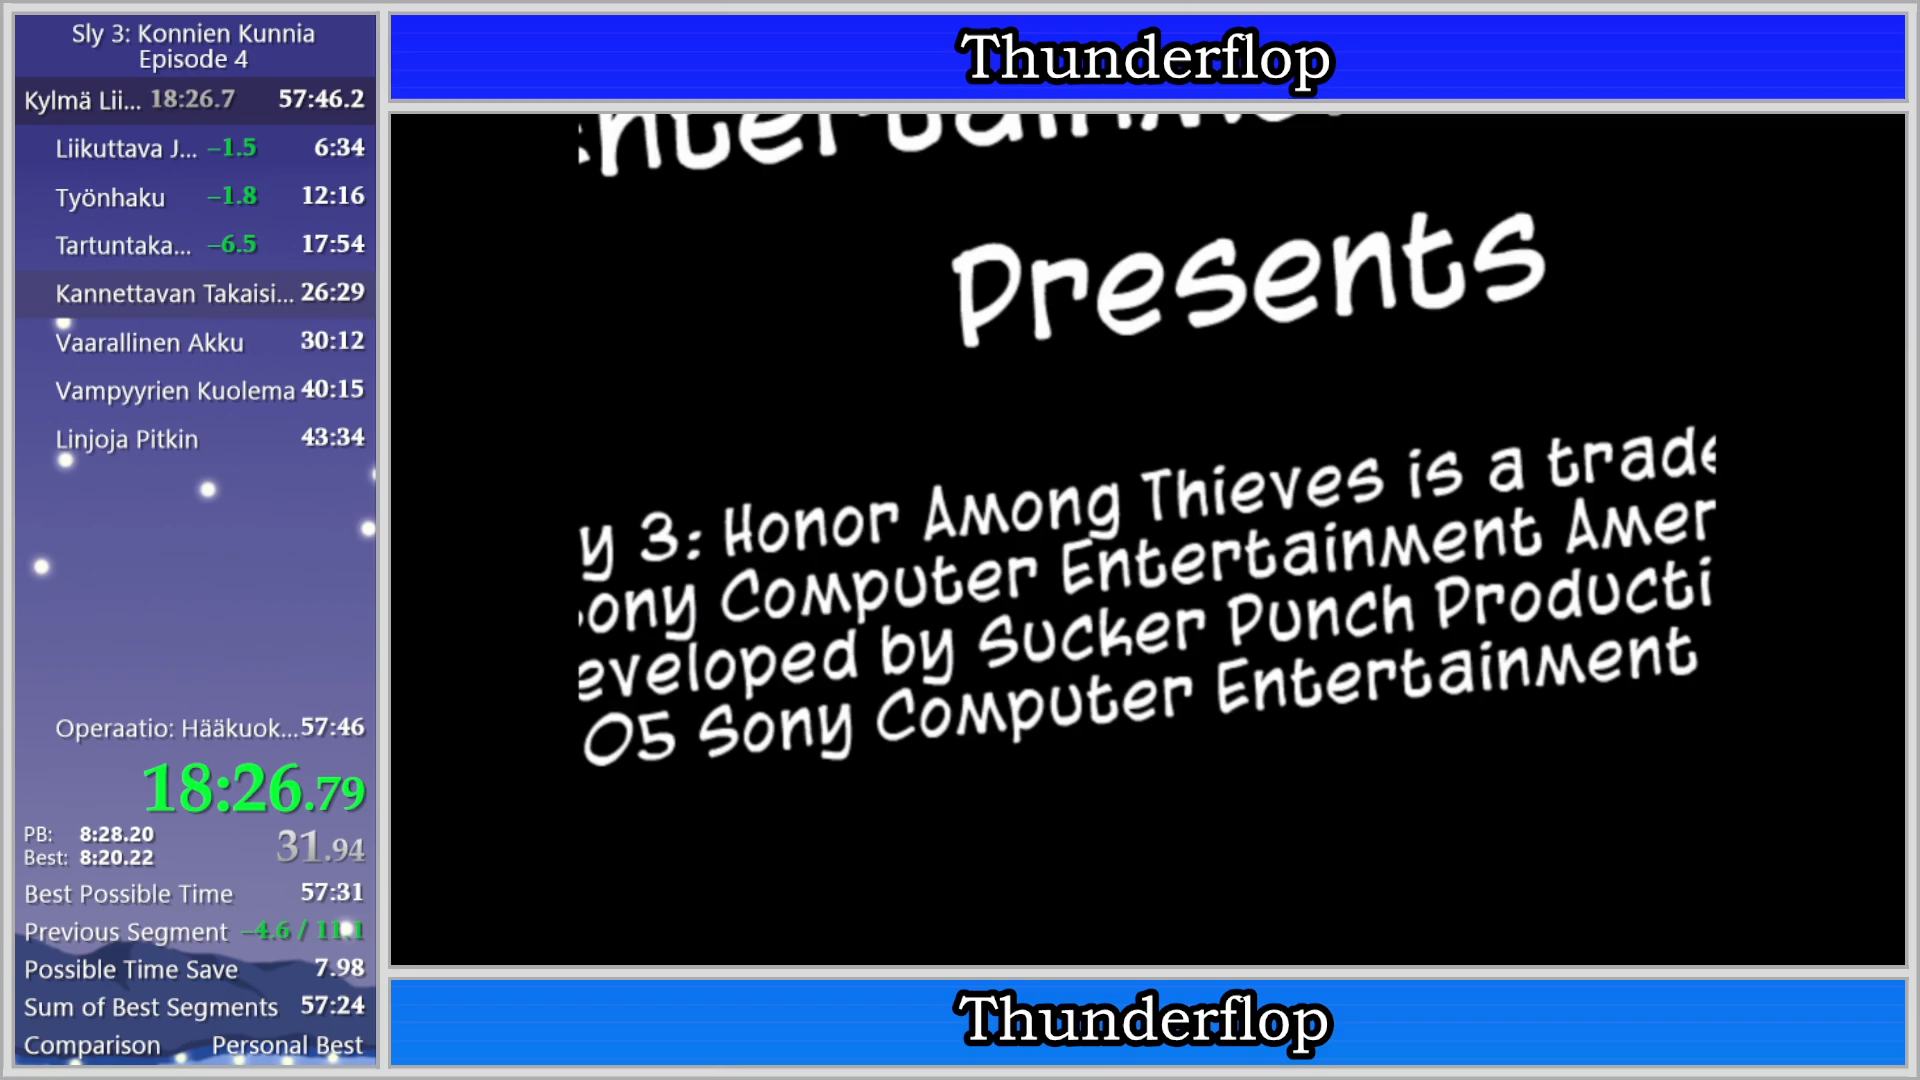 Sly 3: Konnien Kunnia
Episode 4
Kylmä Lii... 18:26.7 57:46.2
Liikuttava J... −1.5 6:34
Työnhaku −1.8 12:16
Tartuntaka... −6.5 17:54
Kannettavan Takaisi... 26:29
Vaarallinen Akku 30:12
Vampyyrien Kuolema 40:15
Linjoja Pitkin 43:34
Operaatio: Hääkuok... 57:46
18:26.79
PB: 8:28.20
Best: 8:20.22
31.94
Best Possible Time 57:31
Previous Segment −4.6 / 11.1
Possible Time Save 7.98
Sum of Best Segments 57:24
Comparison Personal Best
Thunderflop
Presents
y 3: Honor Among Thieves is a trade
ony Computer Entertainment Amer
eveloped by Sucker Punch Producti
05 Sony Computer Entertainment
Thunderflop